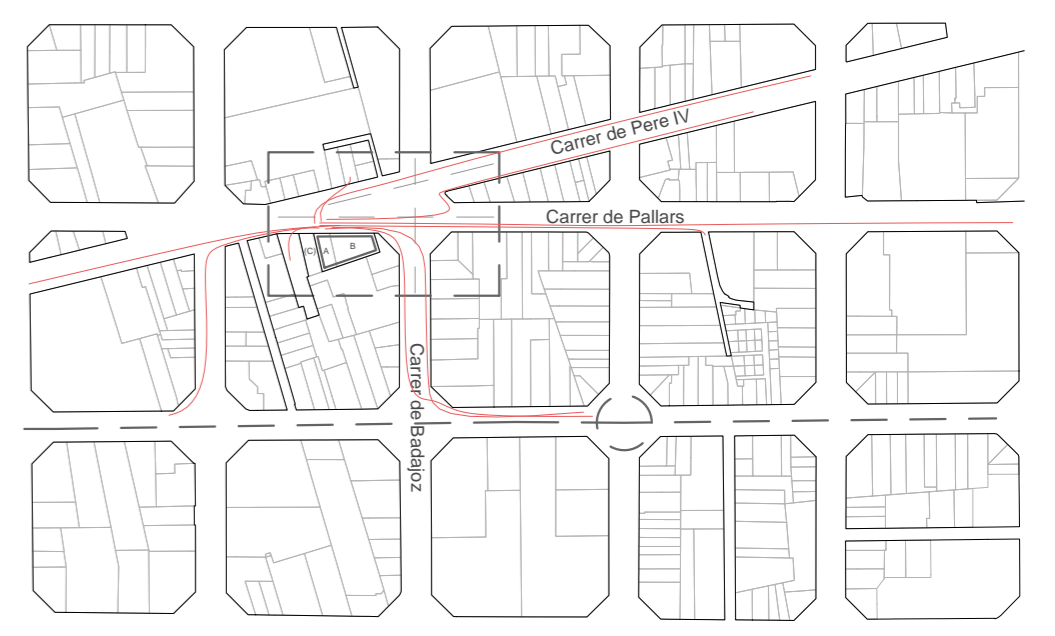 Carrer de Pere IV
Carrer de Pallars
(C) A B
Carrer de Badajoz